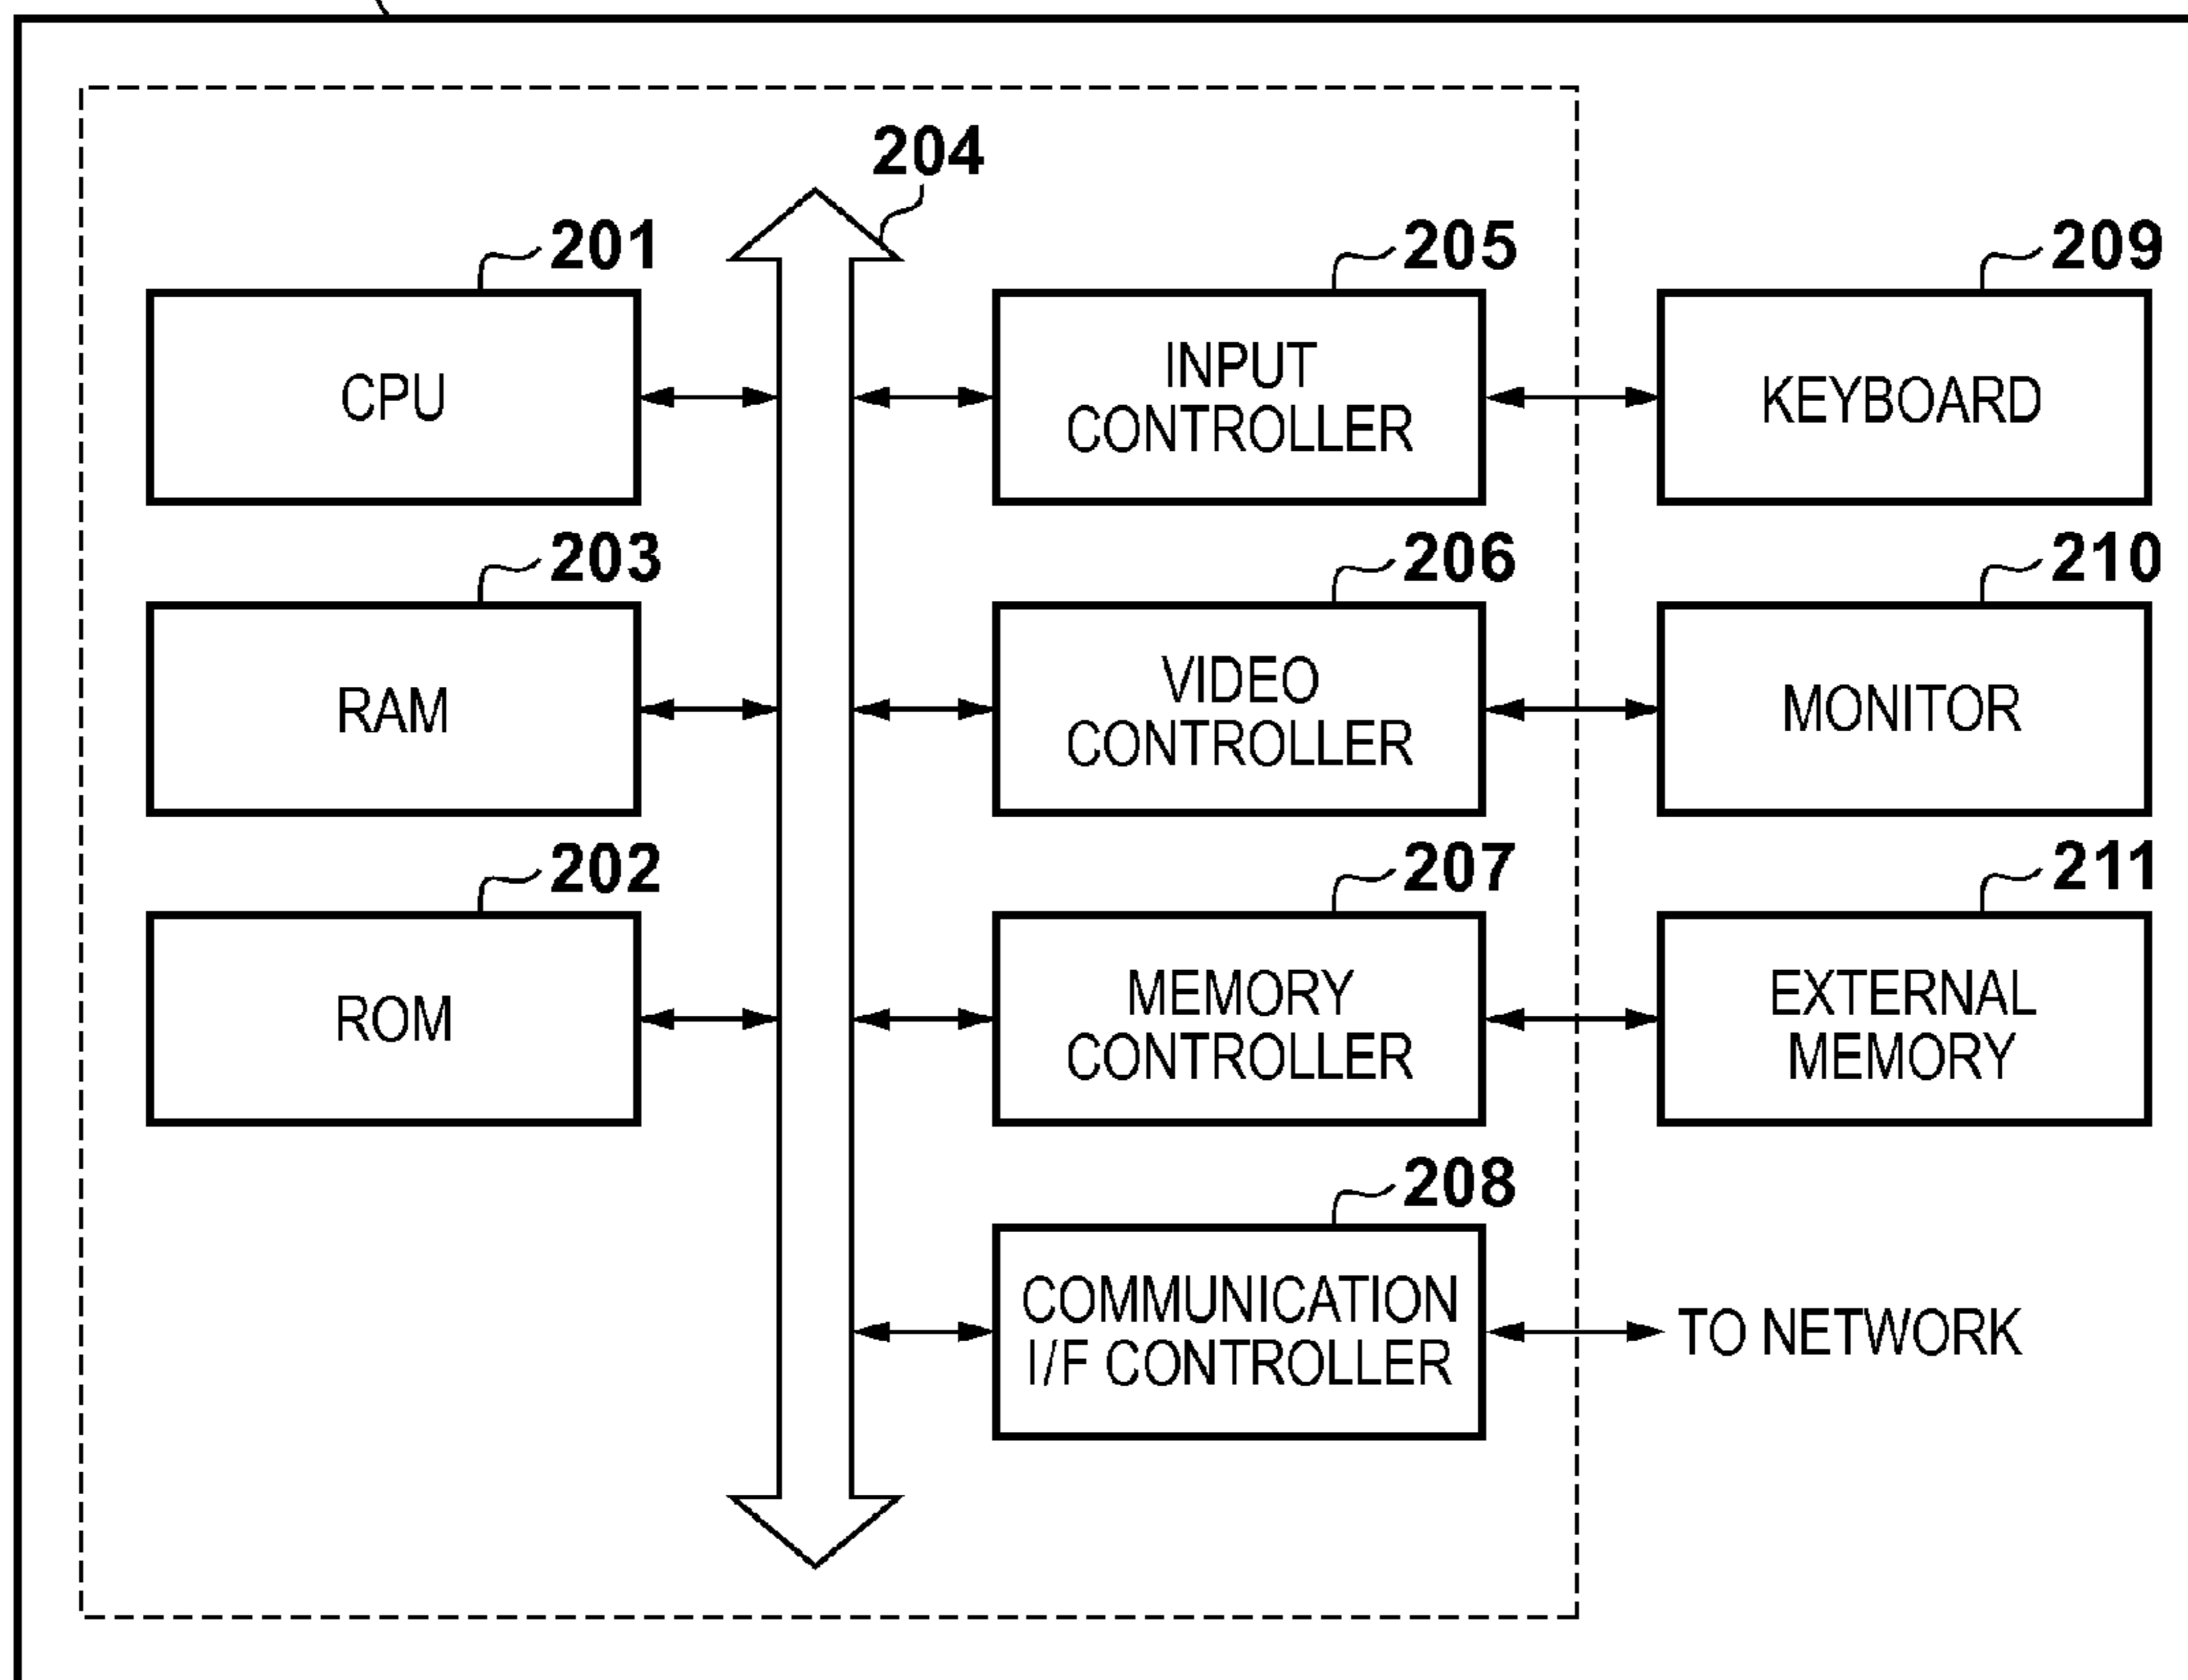 204
201
205
209
CPU
INPUT
CONTROLLER
KEYBOARD
203
206
210
RAM
VIDEO
CONTROLLER
MONITOR
202
207
211
ROM
MEMORY
CONTROLLER
EXTERNAL
MEMORY
208
COMMUNICATION
I/F CONTROLLER
TO NETWORK